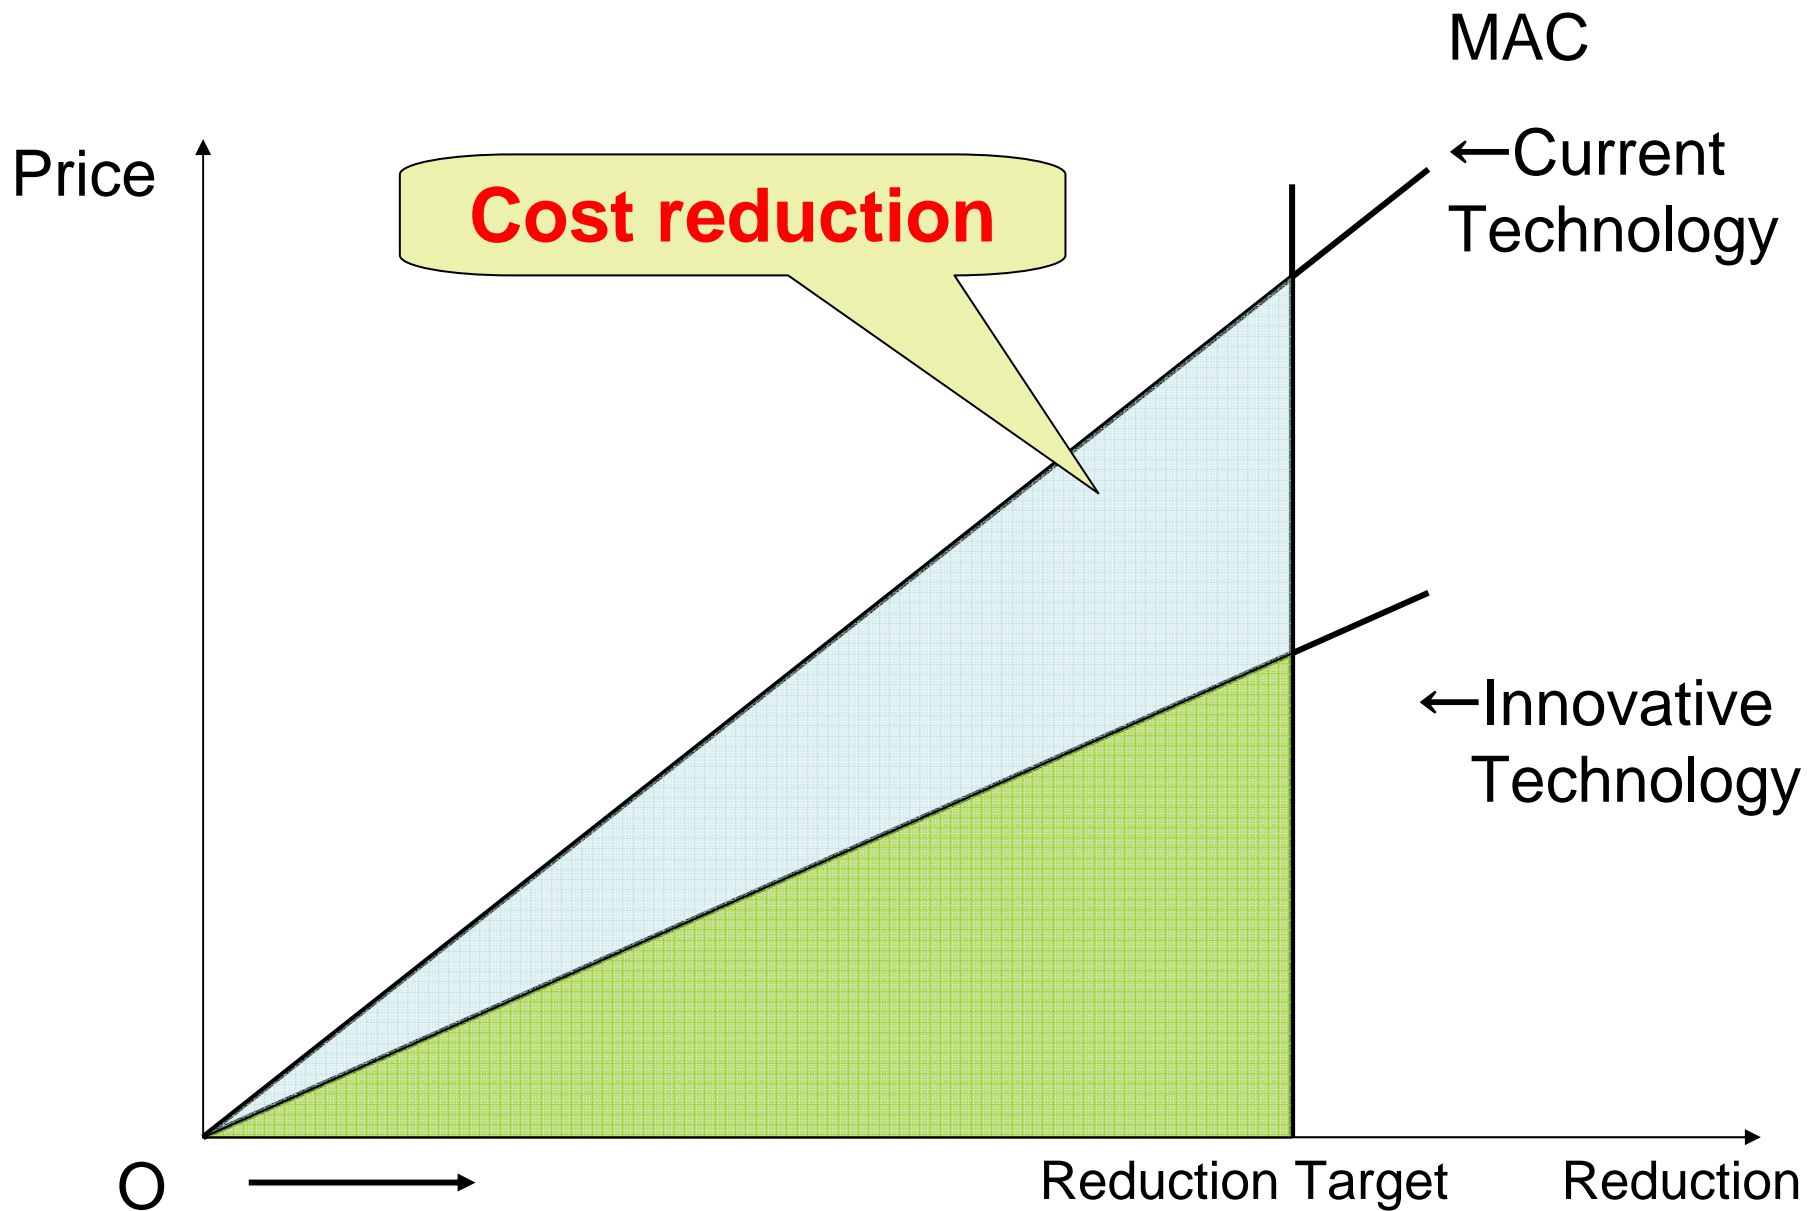 MAC
Price
←Current
Technology
Cost reduction
←Innovative
Technology
O
Reduction Target
Reduction